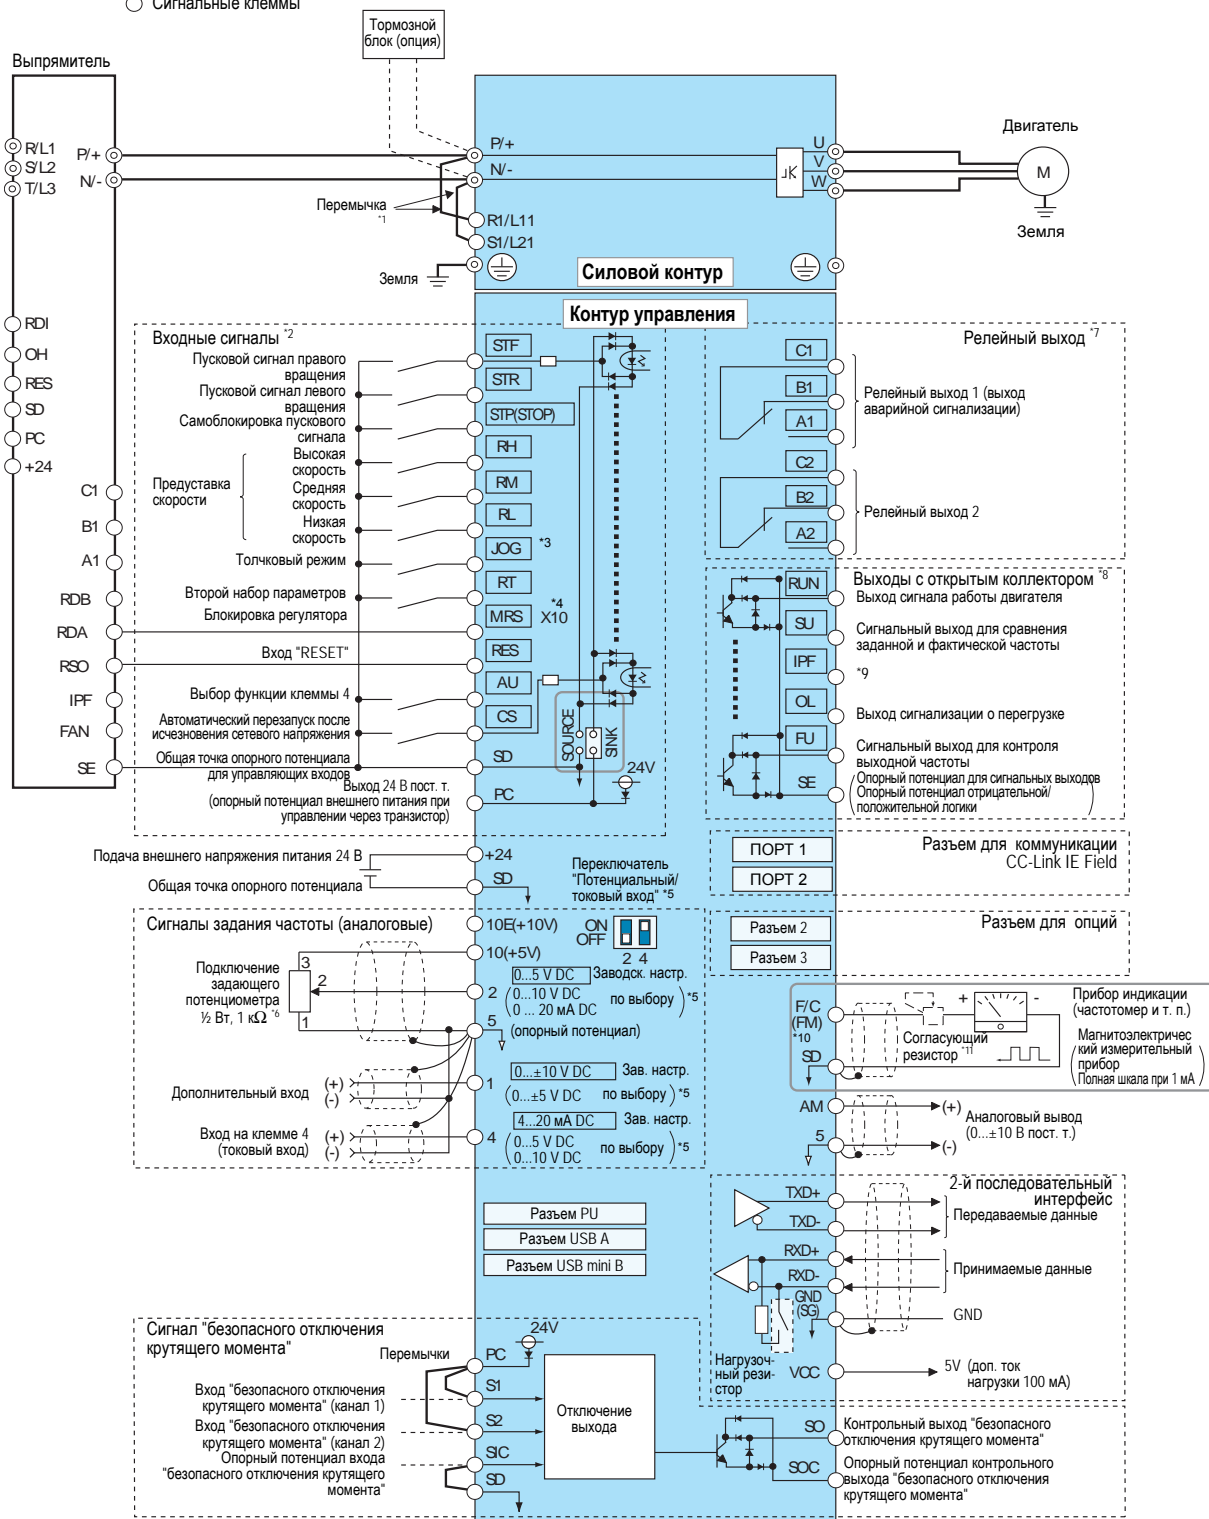 Сигнальные клеммы
Тормозной
блок (опция)
Выпрямитель
R/L1
S/L2
T/L3
P/+
N/-
P/+
N/-
Перемычка
*1
R1/L11
S1/L21
Земля
Силовой контур
U
V
W
Двигатель
M
Земля
Контур управления
RDI
OH
RES
SD
PC
+24
C1
B1
A1
RDB
RDA
RSO
IPF
FAN
SE
Входные сигналы *2
Пусковой сигнал правого
вращения
Пусковой сигнал левого
вращения
Самоблокировка пускового
сигнала
Предуставка
скорости
Высокая
скорость
Средняя
скорость
Низкая
скорость
Толчковый режим
Второй набор параметров
Блокировка регулятора
Вход "RESET"
Выбор функции клеммы 4
Автоматический перезапуск после
исчезновения сетевого напряжения
Общая точка опорного потенциала
для управляющих входов
Выход 24 В пост. т.
(опорный потенциал внешнего питания при
управлении через транзистор)
STF
STR
STP(STOP)
RH
RM
RL
JOG *3
RT
MRS *4
X10
RES
AU
CS
SD
PC
SOURCE
SINK
24V
Релейный выход *7
C1
B1
A1
Релейный выход 1 (выход
аварийной сигнализации)
C2
B2
A2
Релейный выход 2
Выходы с открытым коллектором *8
RUN
Выход сигнала работы двигателя
SU
Сигнальный выход для сравнения
заданной и фактической частоты
IPF
*9
OL
Выход сигнализации о перегрузке
FU
Сигнальный выход для контроля
выходной частоты
SE
Опорный потенциал для сигнальных выходов
Опорный потенциал отрицательной/
положительной логики
Подача внешнего напряжения питания 24 В
+24
Общая точка опорного потенциала
SD
Переключатель
"Потенциальный/
токовый вход" *5
ПОРТ 1
ПОРТ 2
Разъем для коммуникации
CC-Link IE Field
Разъем 2
Разъем 3
Разъем для опций
Сигналы задания частоты (аналоговые)
10E(+10V)
ON
OFF
2 4
10(+5V)
Подключение
задающего
потенциометра
½ Вт, 1 кΩ *6
3
2
1
0...5 V DC Заводск. настр.
2
(0...10 V DC
0 ... 20 mA DC
по выбору) *5
5
(опорный потенциал)
Дополнительный вход
(+)
(-)
1
0...±10 V DC Зав. настр.
(0...±5 V DC по выбору) *5
Вход на клемме 4
(токовый вход)
(+)
(-)
4
4...20 мA DC Зав. настр.
(0...5 V DC
0...10 V DC
по выбору) *5
F/C
(FM)
*10
SD
Согласующий
резистор *11
+ -
Прибор индикации
(частотомер и т. п.)
Магнитоэлектричес
кий измерительный
прибор
Полная шкала при 1 мА
AM
5
(+)
(-)
Аналоговый вывод
(0...±10 В пост. т.)
2-й последовательный
интерфейс
TXD+
TXD-
Передаваемые данные
RXD+
RXD-
Принимаемые данные
GND
(SG)
GND
Нагрузоч-
ный рези-
стор
VCC
5V (доп. ток
нагрузки 100 мА)
Разъем PU
Разъем USB A
Разъем USB mini B
Сигнал "безопасного отключения
крутящего момента"
Перемычки
24V
PC
S1
S2
SIC
SD
Вход "безопасного отключения
крутящего момента" (канал 1)
Вход "безопасного отключения
крутящего момента" (канал 2)
Опорный потенциал входа
"безопасного отключения крутящего
момента"
Отключение
выхода
SO
Контрольный выход "безопасного
отключения крутящего момента"
SOC
Опорный потенциал контрольного
выхода "безопасного отключения
крутящего момента"